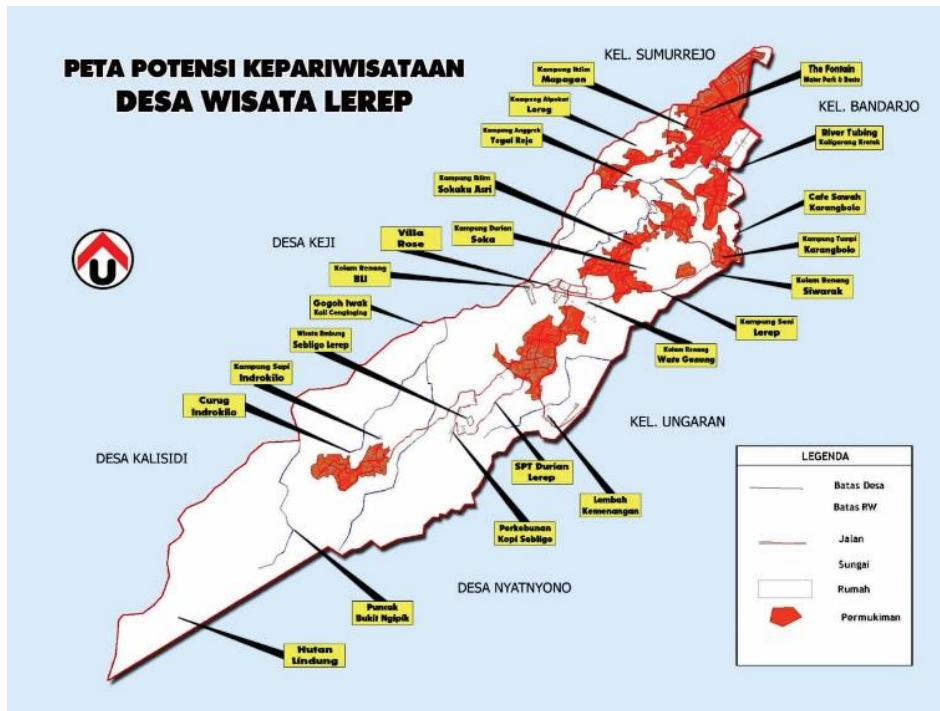 PETA POTENSI KEPARIWISATAAN
DESA WISATA LEREP
KEL. SUMURREJO
Kampung Iklim
Mapagan
The Fontain
Water Park & Resto
Kampung Alpukat
Lorog
KEL. BANDARJO
Kampung Anggrek
Tegal Rejo
River Tubing
Kaligarang Kretek
Kampung Iklim
Sokaku Asri
Cafe Sawah
Karangbolo
Villa
Rose
Kampung Durian
Soka
DESA KEJI
Kampung Tumpi
Karangbolo
U
Kolam Renang
BLI
Kolam Renang
Siwarak
Gogoh Iwak
Kali Cenginging
Kampung Seni
Lerep
Wisata Embung
Sebligo Lerep
Kolam Renang
Watu Gunung
Kampung Sapi
Indrokilo
Curug
Indrokilo
KEL. UNGARAN
DESA KALISIDI
SPT Durian
Lerep
Lembah
Kemenangan
Perkebunan
Kopi Sebligo
DESA NYATNYONO
Puncak
Bukit Ngipik
Hutan
Lindung
LEGENDA
Batas Desa
Batas RW
Jalan
Sungai
Rumah
Permukiman